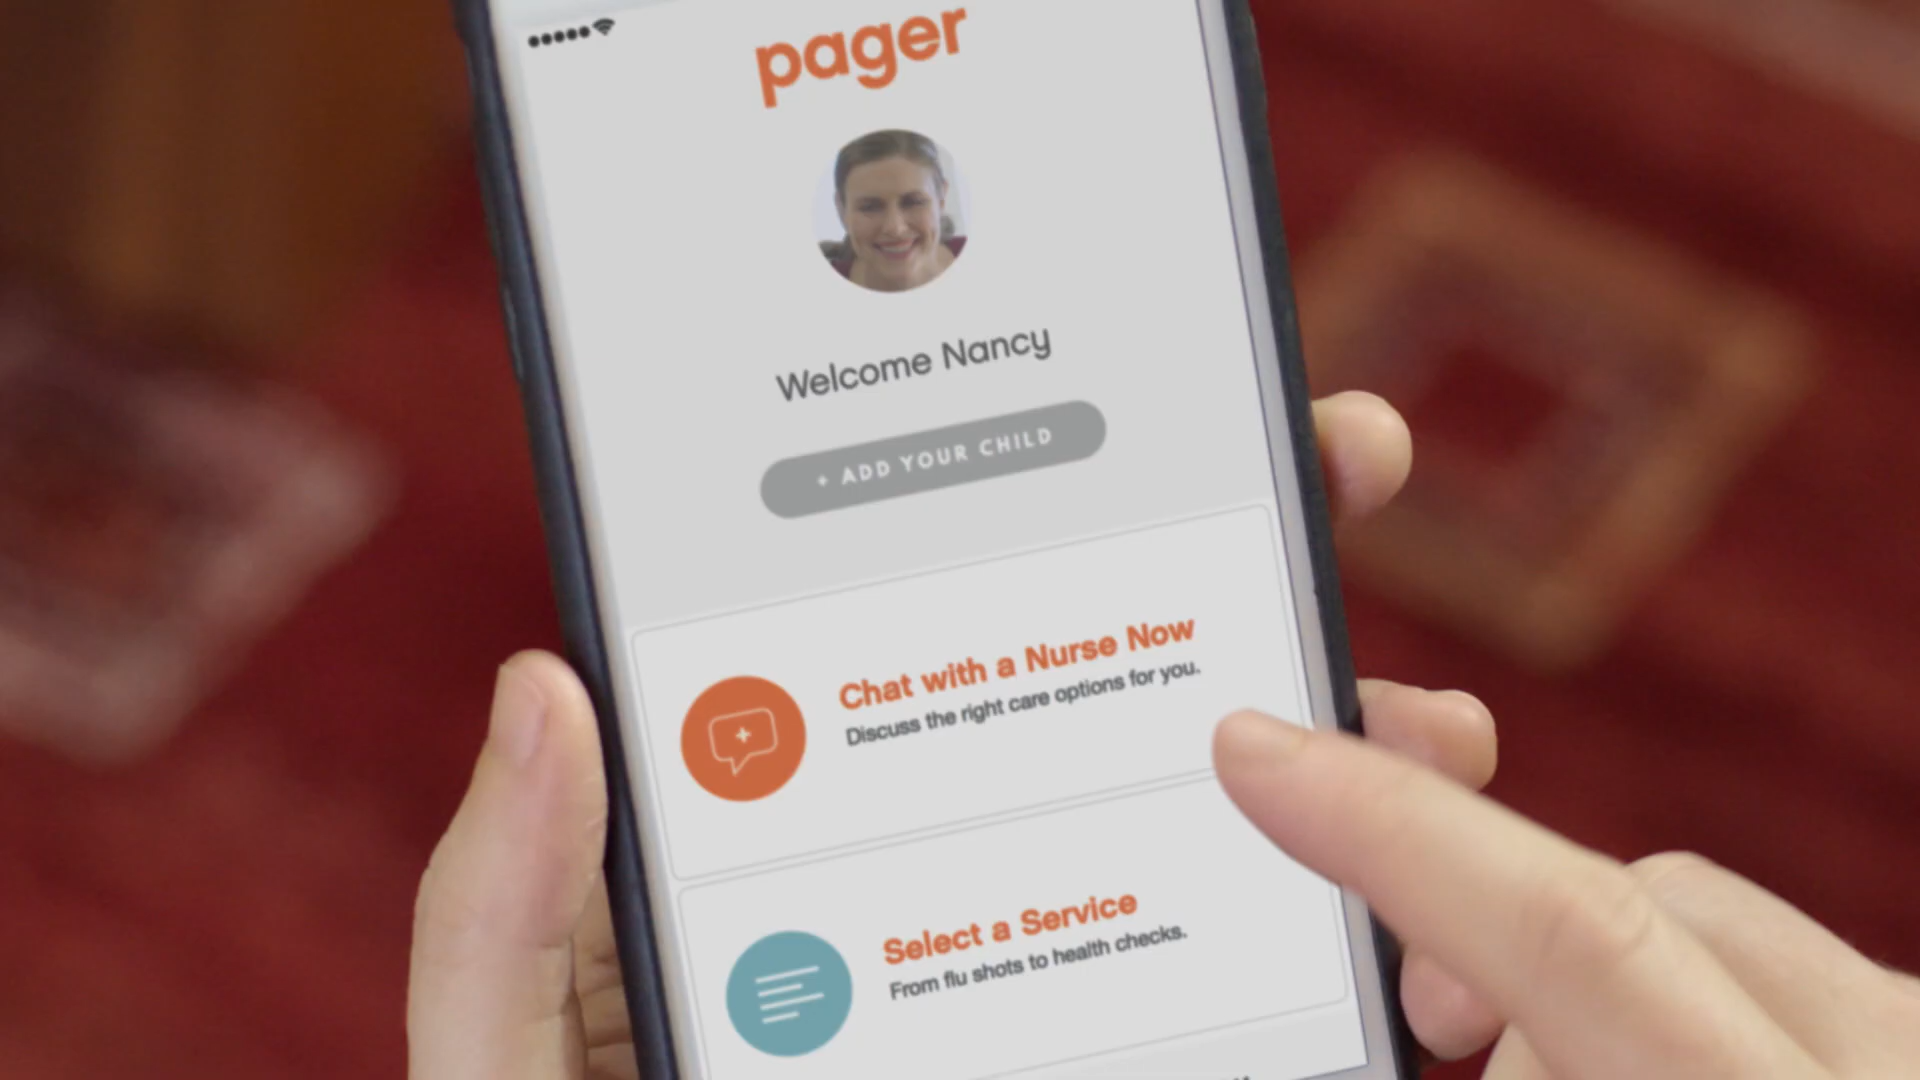 pager
Welcome Nancy
+ ADD YOUR CHILD
Chat with a Nurse Now
Discuss the right care options for you.
Select a Service
From flu shots to health checks.